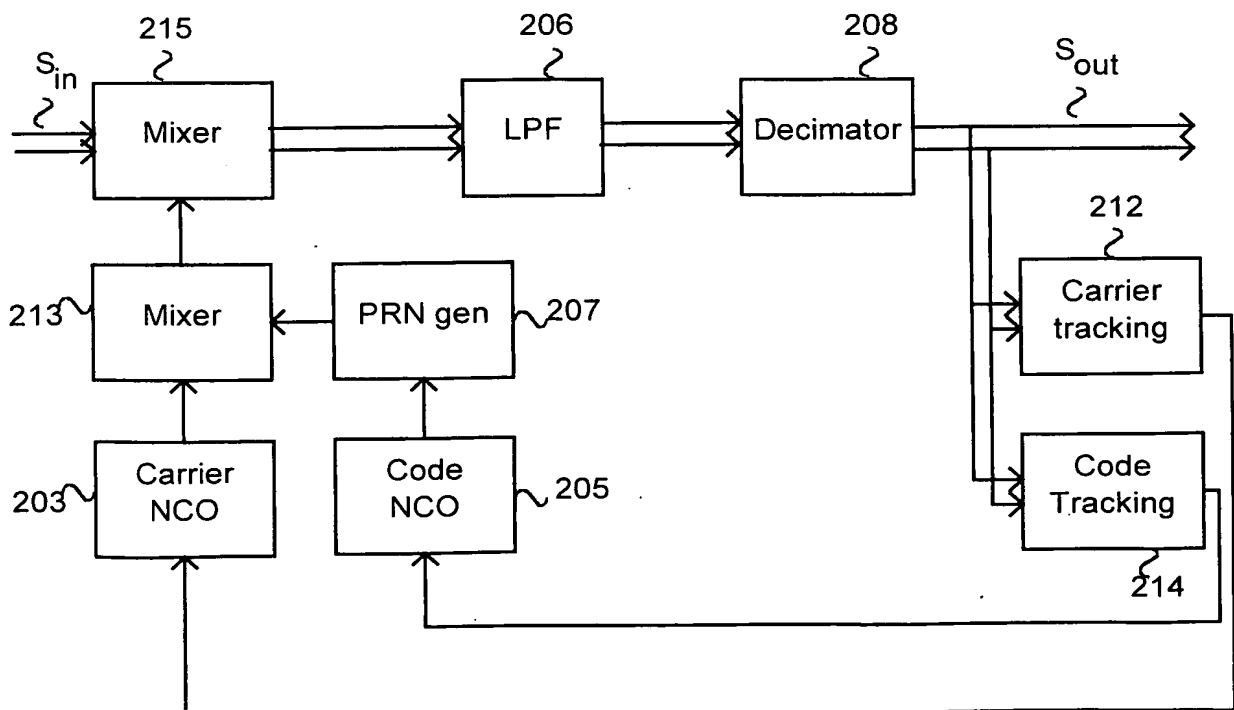 215
206
208
S_in
S_out
Mixer
LPF
Decimator
212
213
Mixer
PRN gen
207
Carrier
tracking
203
Carrier
NCO
Code
NCO
205
Code
Tracking
214